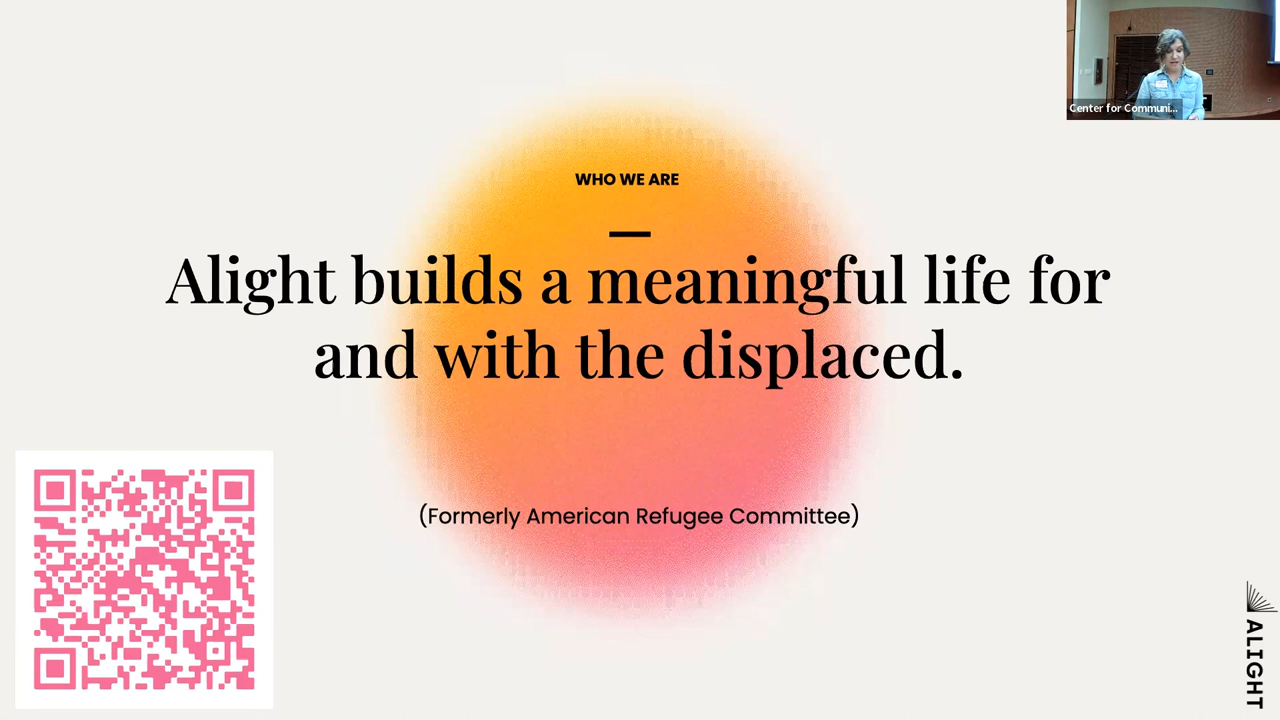 Center for Communi...
WHO WE ARE
Alight builds a meaningful life for
and with the displaced.
(Formerly American Refugee Committee)
ALIGHT